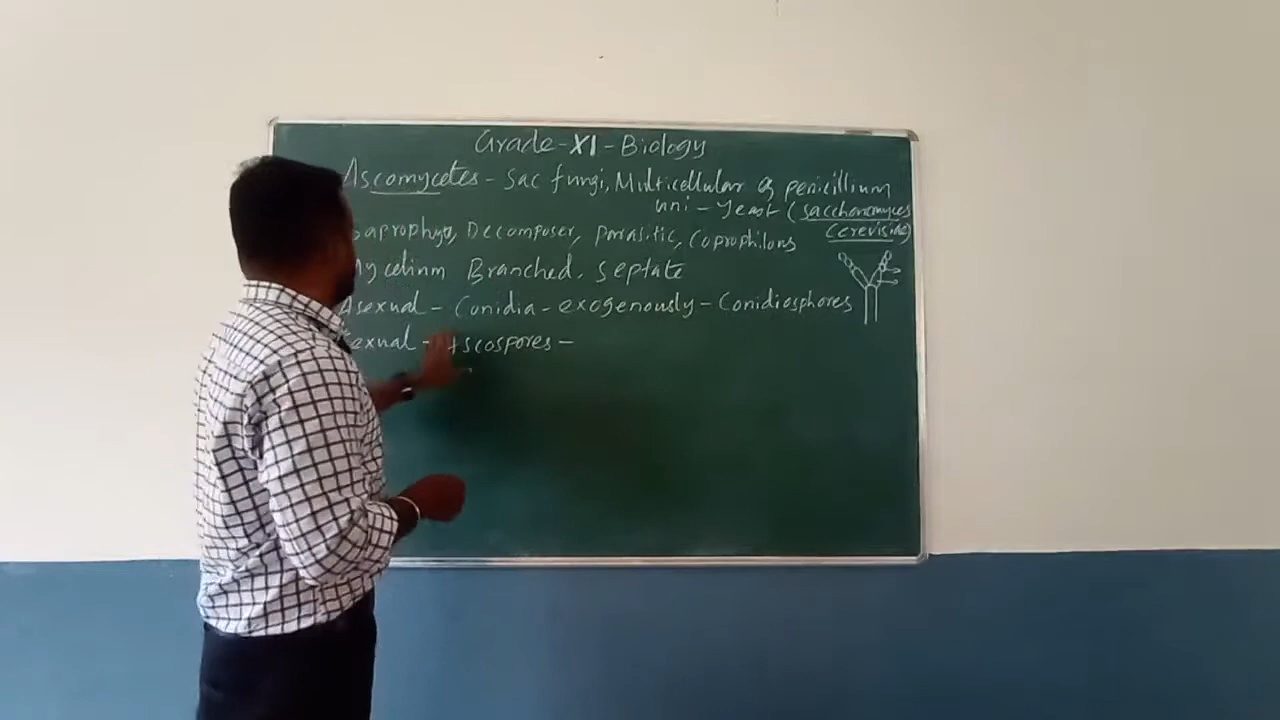 Grade-XI-Biology
Ascomycetes - Sac fungi, Multicellular eg penicillium
uni - Yeast (saccharomyces
Saprophyo, Decomposer, parasitic, Coprophilous cerevisiae)
Mycelium Branched, Septate
Asexual - Conidia - exogenously - Conidiosphores
Sexual - Ascospores -